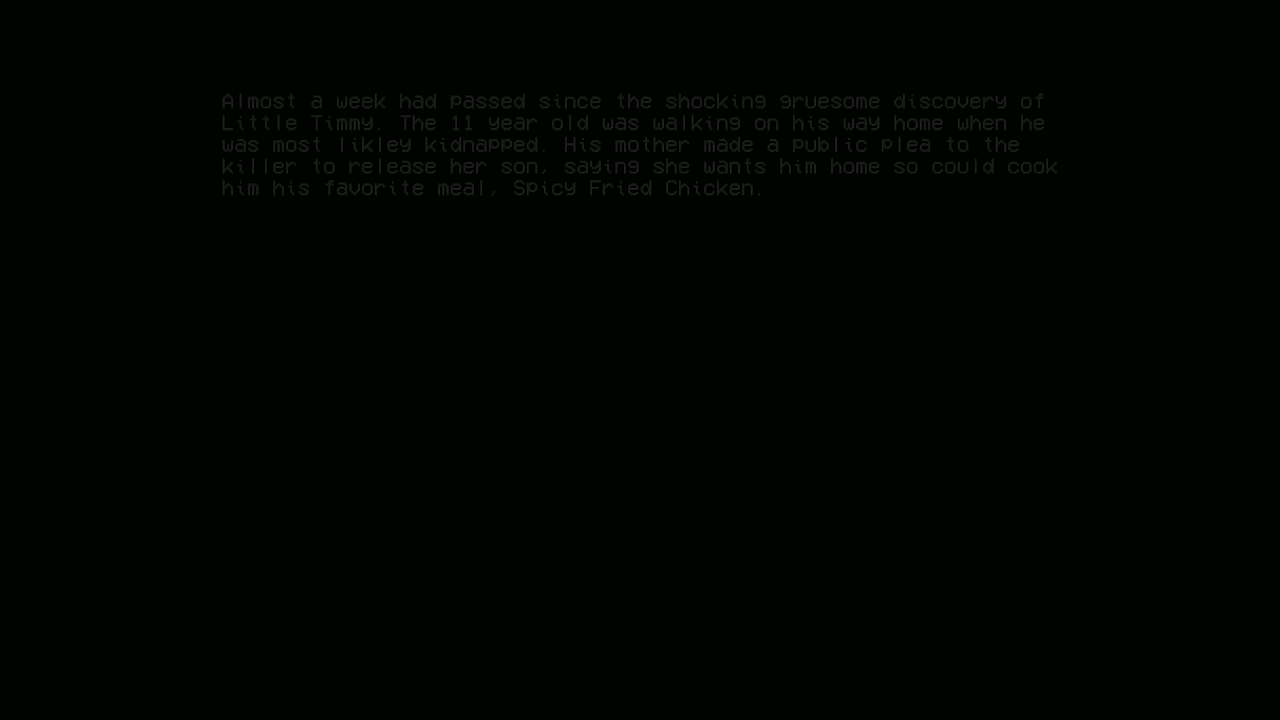 Almost a week had passed since the shocking gruesome discovery of
Little Timmy. The 11 year old was walking on his way home when he
was most likley kidnapped. His mother made a public plea to the
killer to release her son, saying she wants him home so could cook
him his favorite meal, Spicy Fried Chicken.